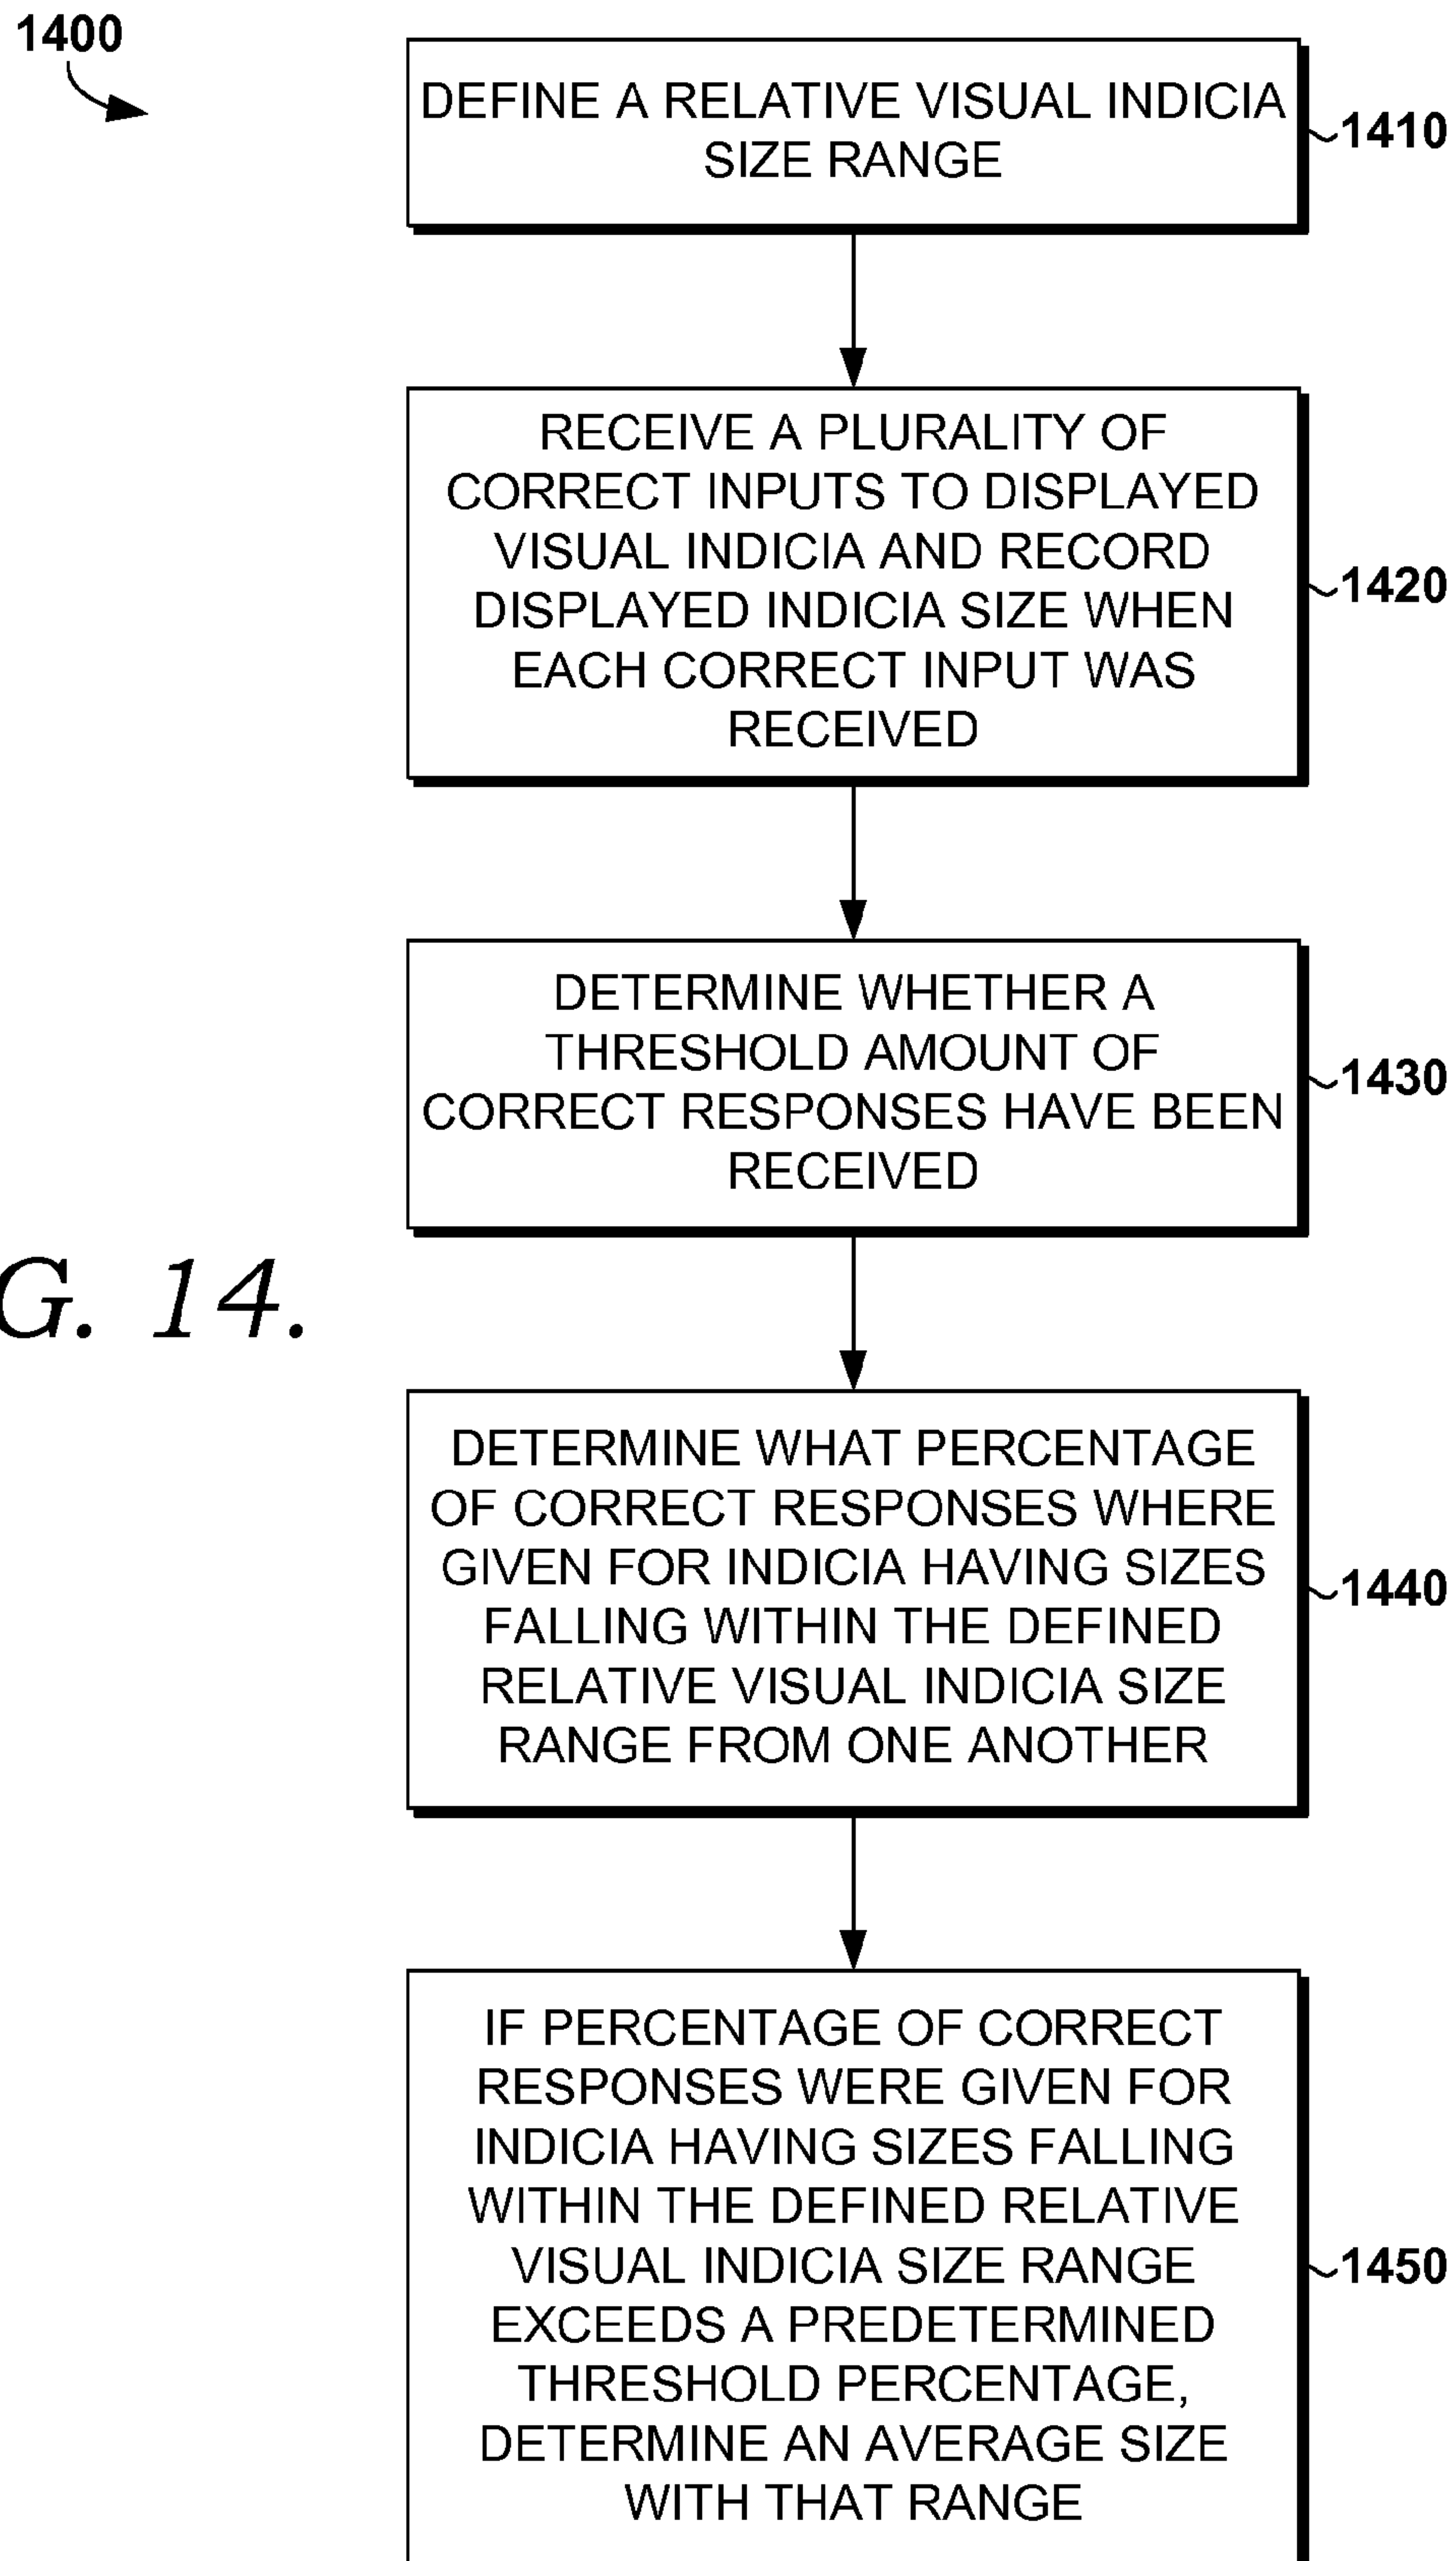 1400
DEFINE A RELATIVE VISUAL INDICIA
SIZE RANGE
1410
RECEIVE A PLURALITY OF
CORRECT INPUTS TO DISPLAYED
VISUAL INDICIA AND RECORD
DISPLAYED INDICIA SIZE WHEN
EACH CORRECT INPUT WAS
RECEIVED
1420
DETERMINE WHETHER A
THRESHOLD AMOUNT OF
CORRECT RESPONSES HAVE BEEN
RECEIVED
1430
G. 14.
DETERMINE WHAT PERCENTAGE
OF CORRECT RESPONSES WHERE
GIVEN FOR INDICIA HAVING SIZES
FALLING WITHIN THE DEFINED
RELATIVE VISUAL INDICIA SIZE
RANGE FROM ONE ANOTHER
1440
IF PERCENTAGE OF CORRECT
RESPONSES WERE GIVEN FOR
INDICIA HAVING SIZES FALLING
WITHIN THE DEFINED RELATIVE
VISUAL INDICIA SIZE RANGE
EXCEEDS A PREDETERMINED
THRESHOLD PERCENTAGE,
DETERMINE AN AVERAGE SIZE
WITH THAT RANGE
1450